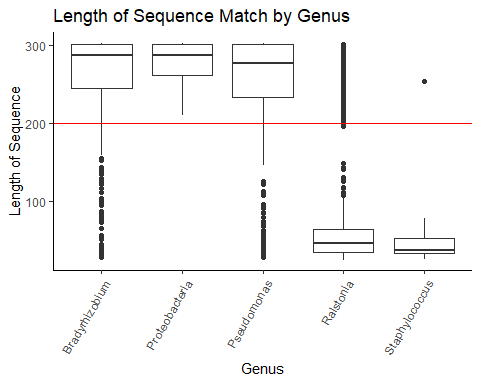 Length of Sequence Match by Genus
Length of Sequence
300
200
100
Bradyrhizobium
Proteobacteria
Pseudomonas
Ralstonia
Staphylococcus
Genus